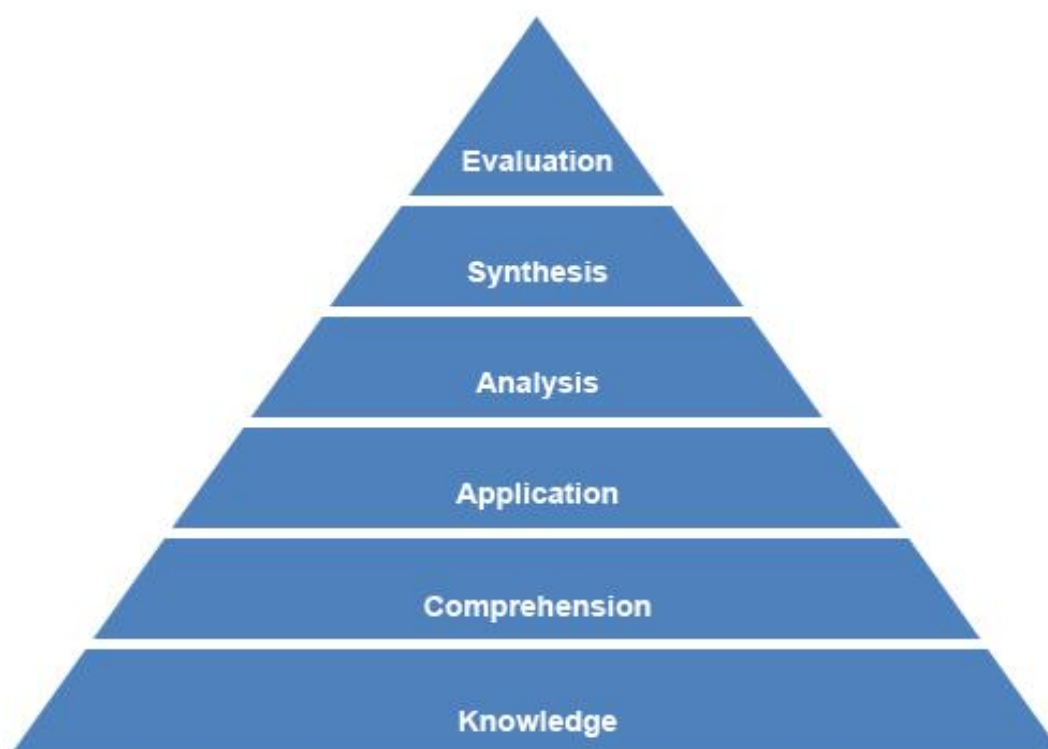 Evaluation
Synthesis
Analysis
Application
Comprehension
Knowledge